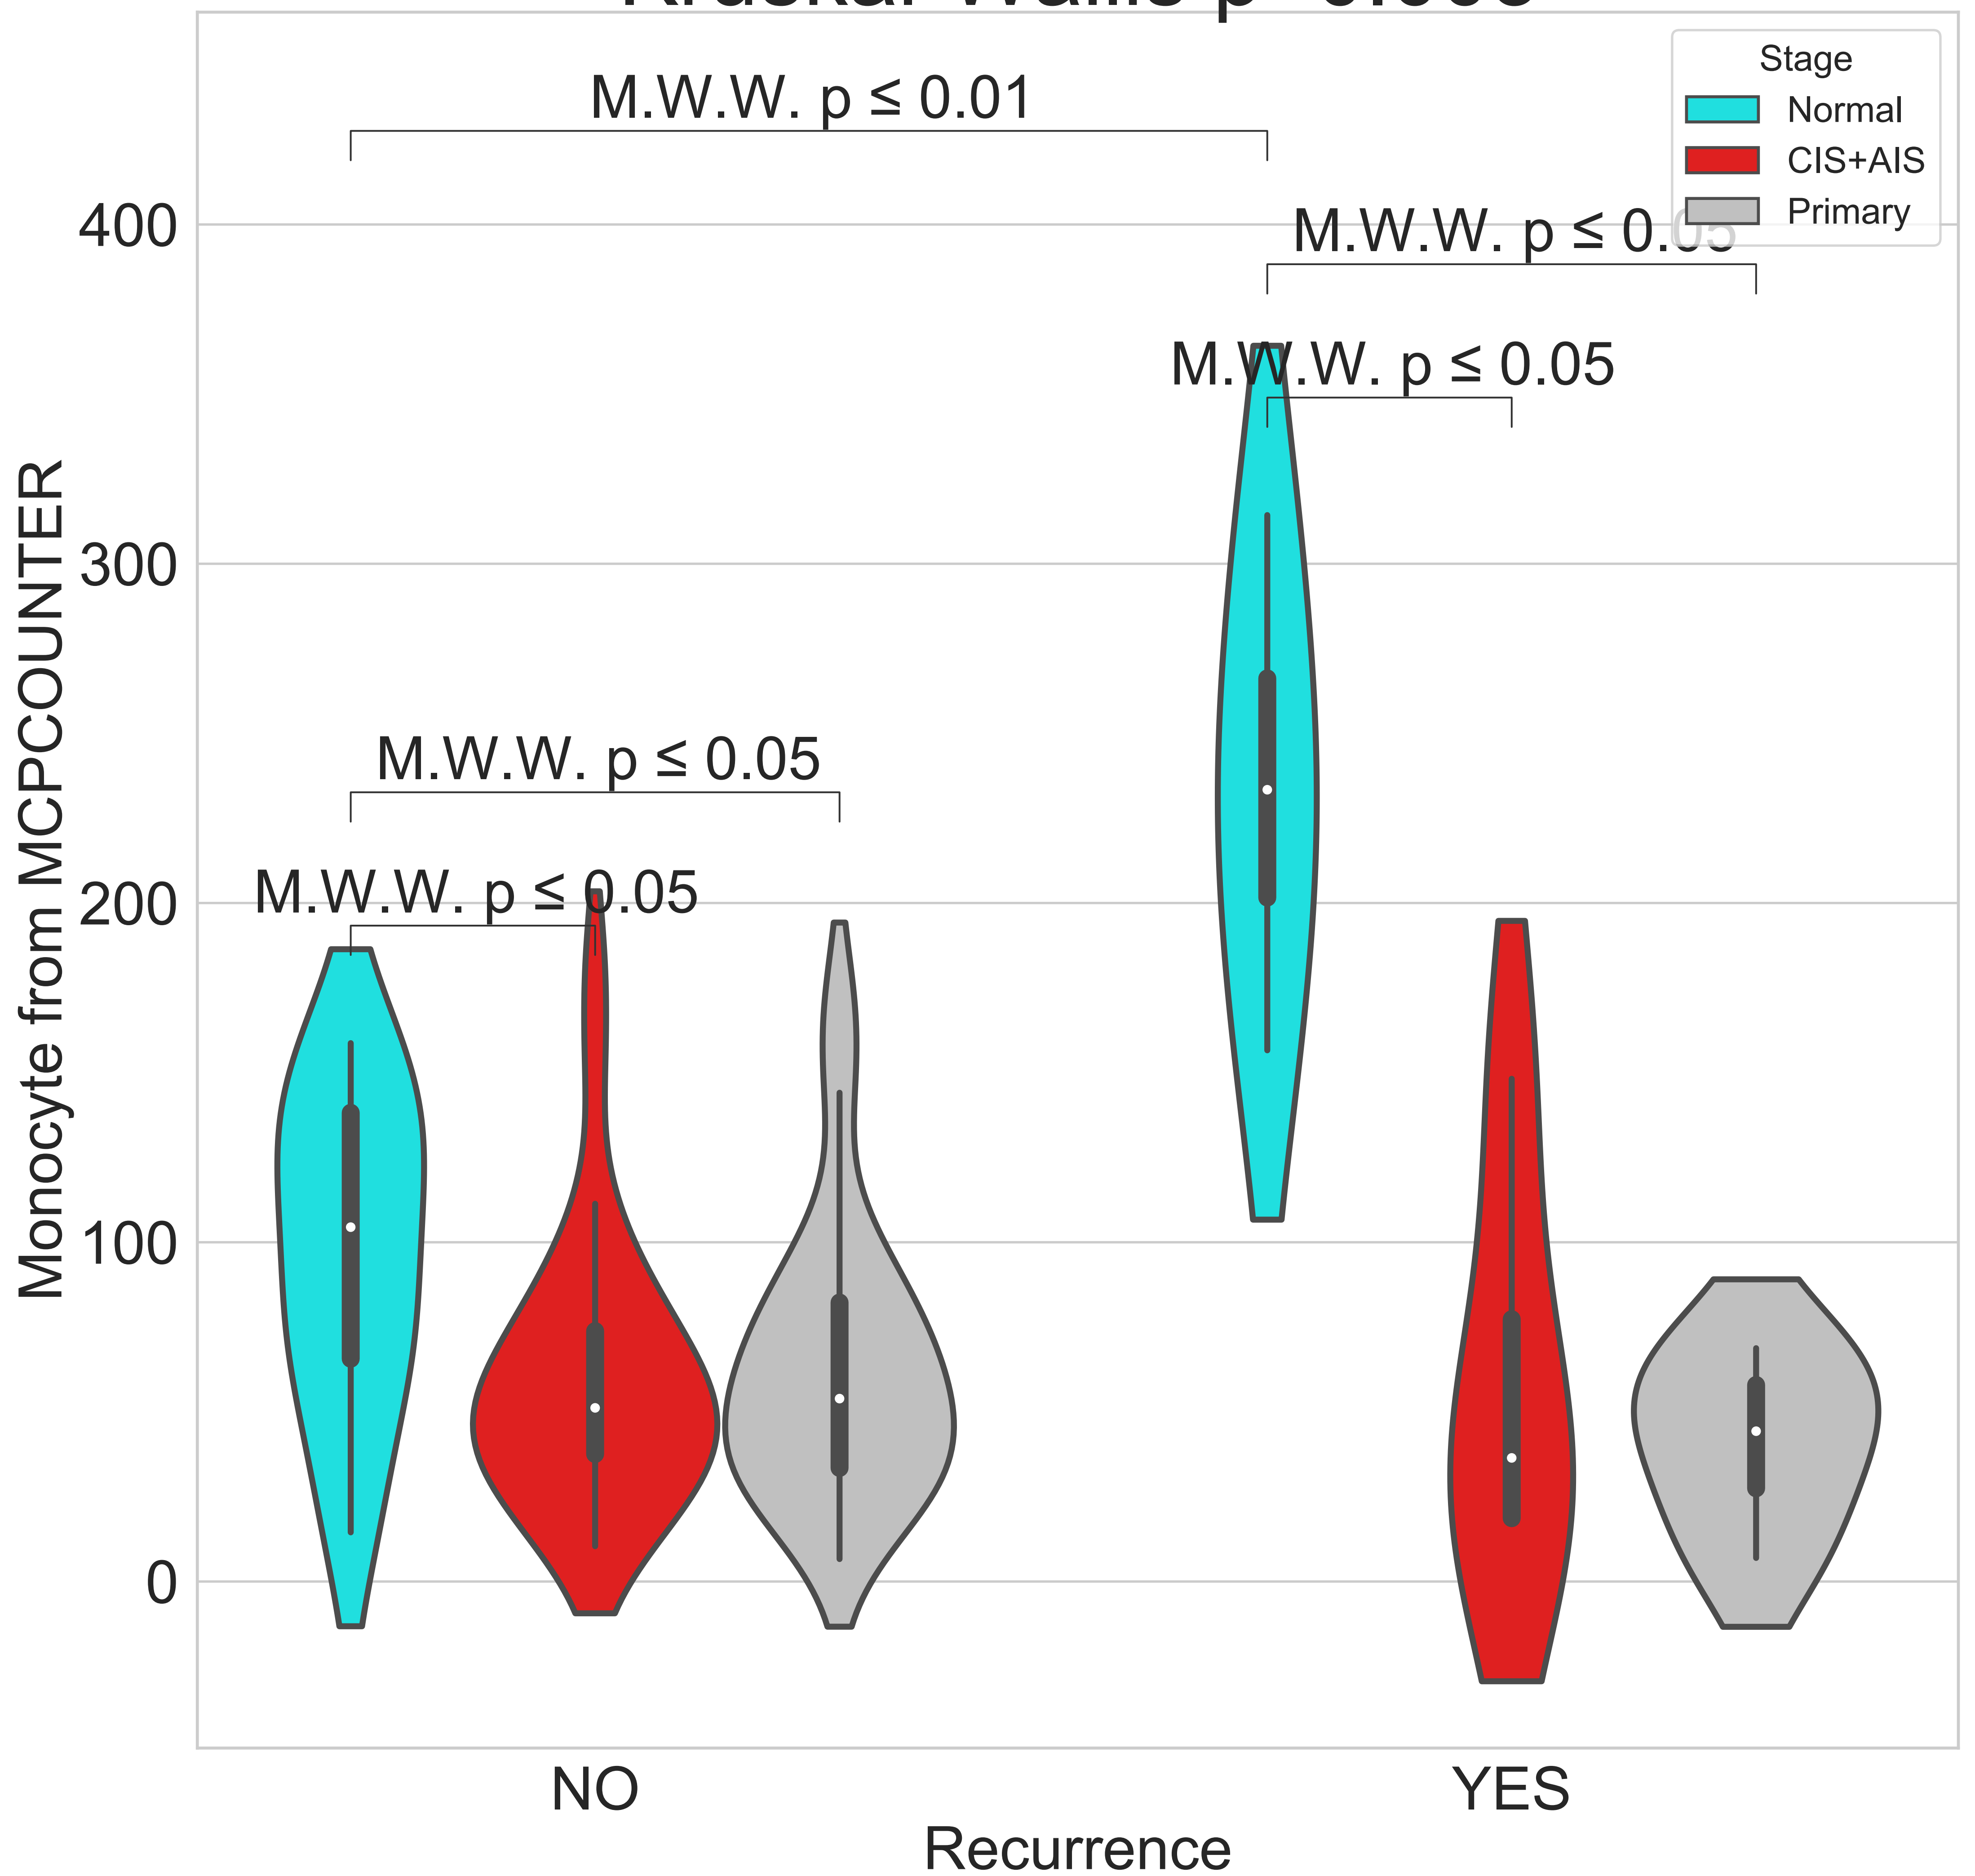 Stage
Normal
CIS+AIS
Primary
M.W.W. p ≤ 0.01
M.W.W. p ≤ 0.05
M.W.W. p ≤ 0.05
M.W.W. p ≤ 0.05
M.W.W. p ≤ 0.05
Monocyte from MCPCOUNTER
400
300
200
100
0
NO
YES
Recurrence